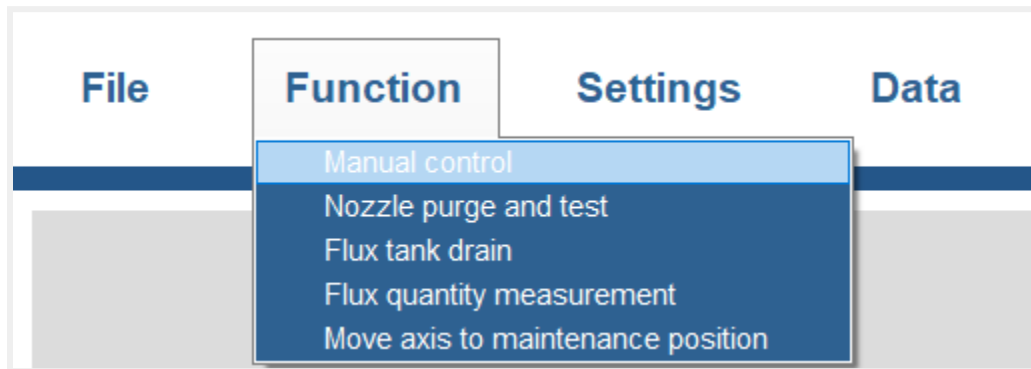 File Function Settings Data
Manual control
Nozzle purge and test
Flux tank drain
Flux quantity measurement
Move axis to maintenance position